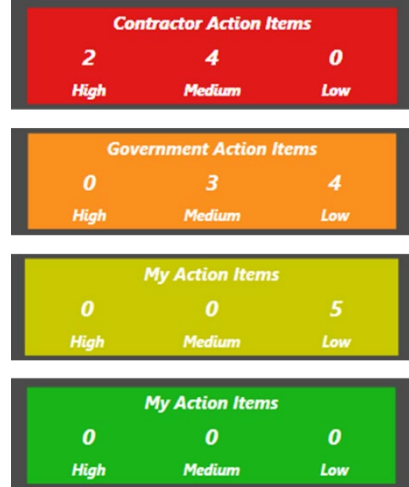 Contractor Action Items
2 4 0
High Medium Low
Government Action Items
0 3 4
High Medium Low
My Action Items
0 0 5
High Medium Low
My Action Items
0 0 0
High Medium Low